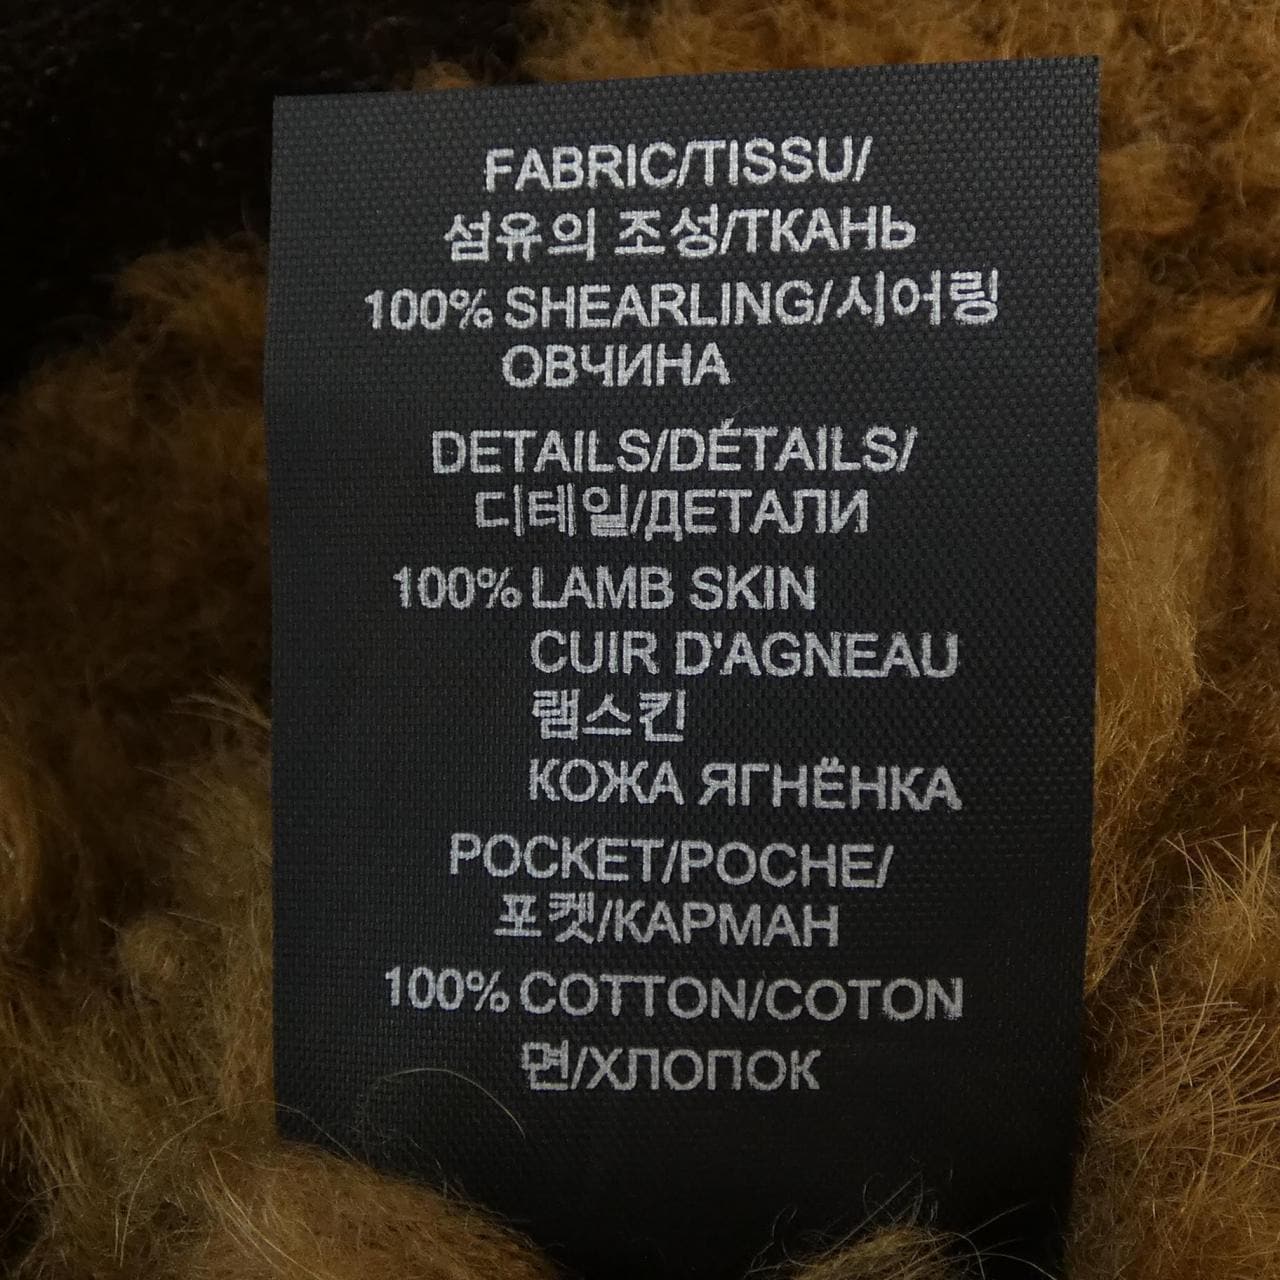 FABRIC/TISSU/
섬유의 조성/ТКАНЬ
100% SHEARLING/시어링
ОВЧИНА
DETAILS/DÉTAILS/
디테일/ДЕТАЛИ
100% LAMB SKIN
CUIR D'AGNEAU
램스킨
КОЖА ЯГНЁНКА
POCKET/POCHE/
포켓/КАРМАН
100% COTTON/COTON
면/ХЛОПОК